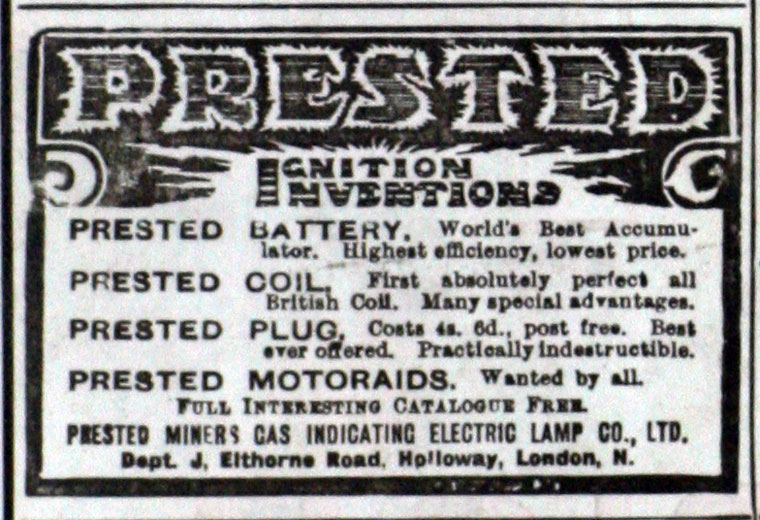 PRESTED
IGNITION
INVENTIONS
PRESTED BATTERY. World's Best Accumu-
lator. Highest efficiency, lowest price.
PRESTED COIL. First absolutely perfect all
British Coil. Many special advantages.
PRESTED PLUG. Costs 4s. 6d., post free. Best
ever offered. Practically indestructible.
PRESTED MOTORAIDS. Wanted by all.
FULL INTERESTING CATALOGUE FREE.
PRESTED MINERS GAS INDICATING ELECTRIC LAMP CO., LTD.
Dept. J, Elthorne Road, Holloway, London, N.